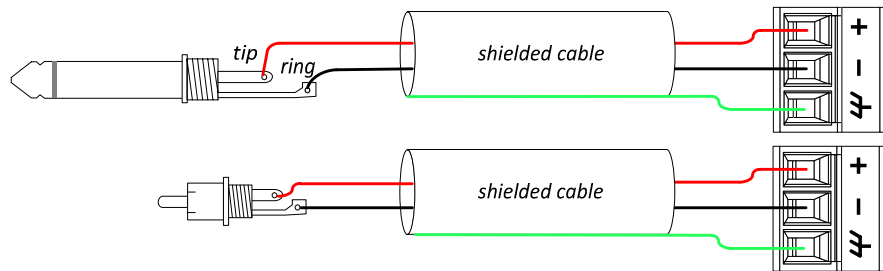 tip
ring
shielded cable
+
−
shielded cable
+
−